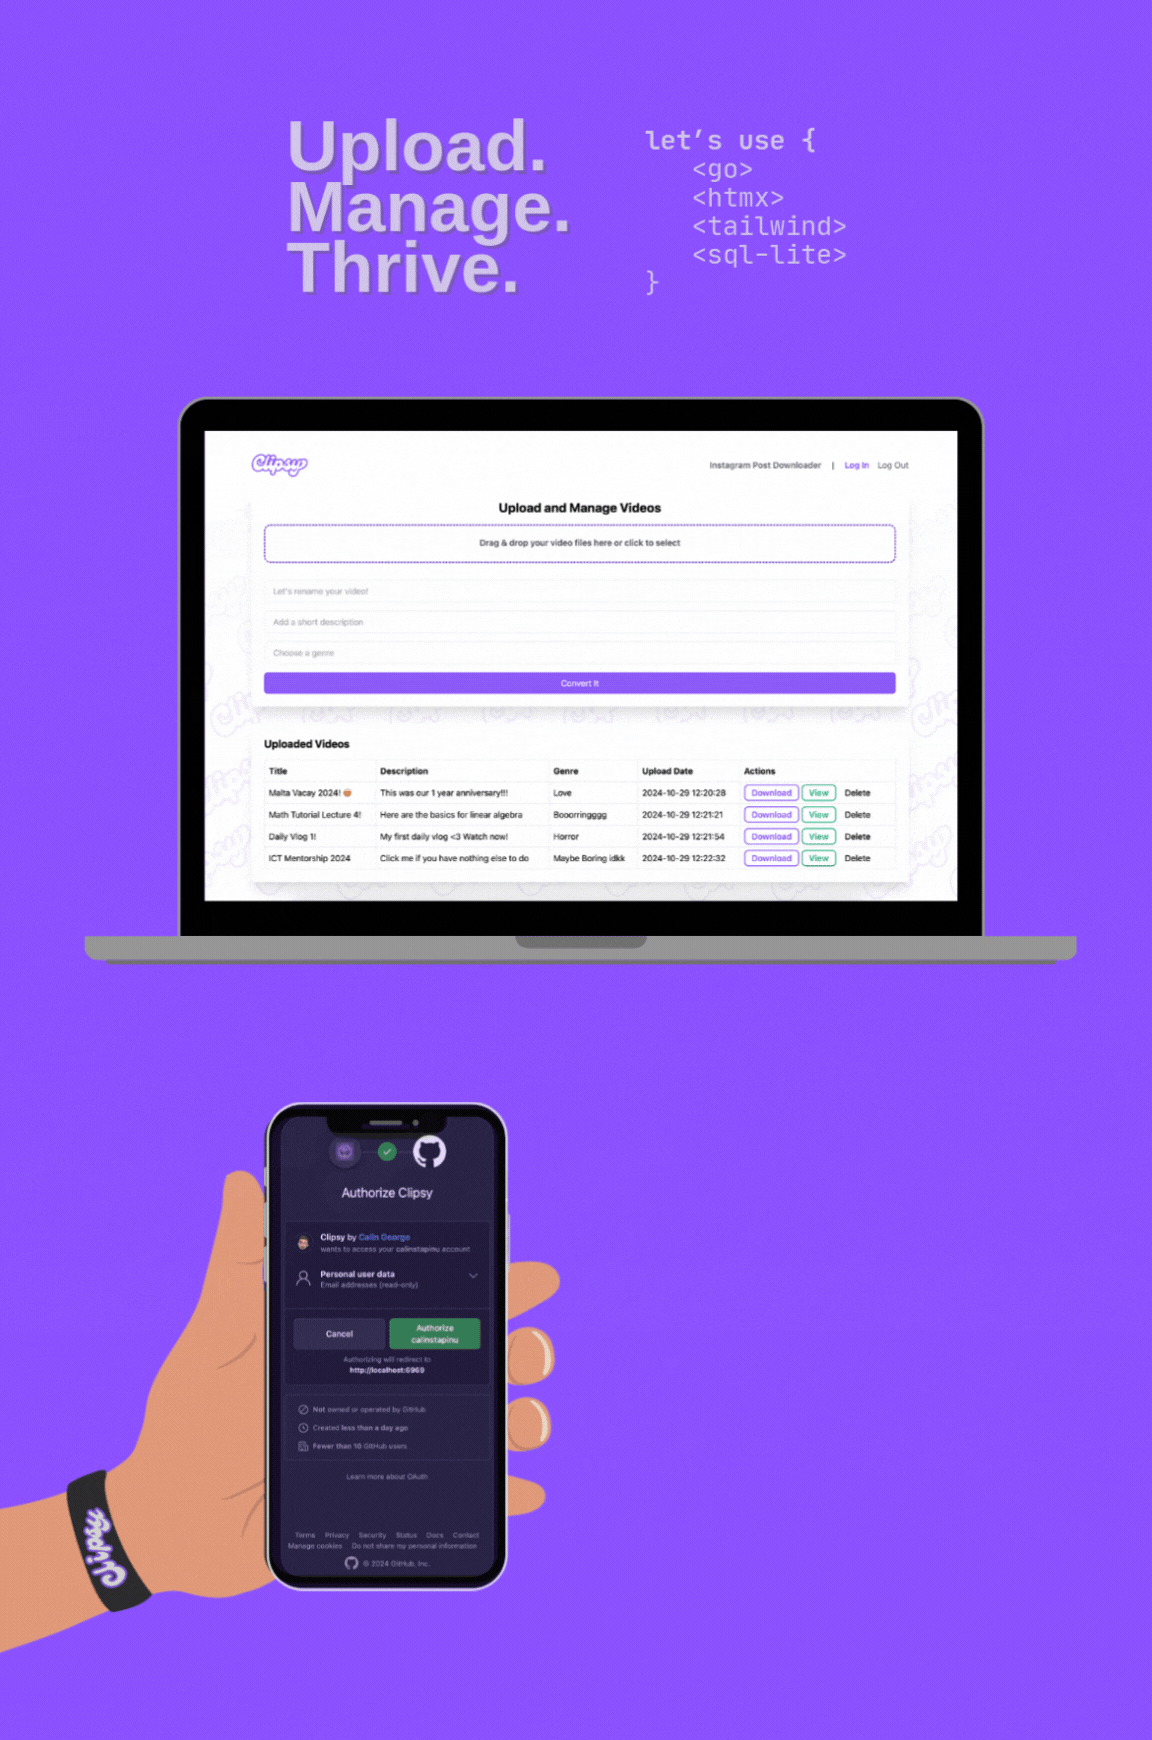 Upload.
Manage.
Thrive.
let's use {
<go>
<htmx>
<tailwind>
<sql-lite>
}
Clipsy
Instagram Post Downloader | Log In Log Out
Upload and Manage Videos
Drag & drop your video files here or click to select
Let's rename your video!
Add a short description
Choose a genre
Convert It
Uploaded Videos
Title Description Genre Upload Date Actions
Malta Vacay 2024! This was our 1 year anniversary!!! Love 2024-10-29 12:20:28 Download View Delete
Math Tutorial Lecture 4! Here are the basics for linear algebra Booorringggg 2024-10-29 12:21:21 Download View Delete
Daily Vlog 1! My first daily vlog <3 Watch now! Horror 2024-10-29 12:21:54 Download View Delete
ICT Mentorship 2024 Click me if you have nothing else to do Maybe Boring idkk 2024-10-29 12:22:32 Download View Delete
Authorize Clipsy
Clipsy by Calin George
wants to access your calinstapinu account
Personal user data
Email addresses (read-only)
Cancel
Authorize
calinstapinu
Authorizing will redirect to
http://localhost:6969
Not owned or operated by GitHub
Created less than a day ago
Fewer than 10 GitHub users
Learn more about OAuth
Terms Privacy Security Status Docs Contact
Manage cookies Do not share my personal information
© 2024 GitHub, Inc.
Clipsy